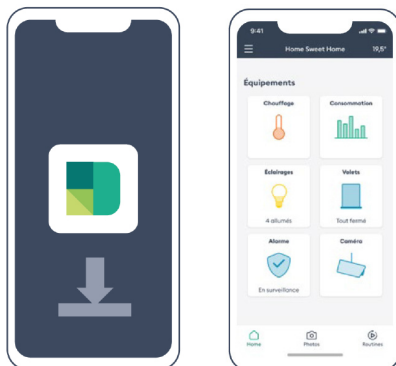 9:41
Home Sweet Home 19,5°
Équipements
Chauffage Consommation
Éclairages Volets
4 allumés Tout fermé
Alarme Caméra
En surveillance
Home Photos Routines